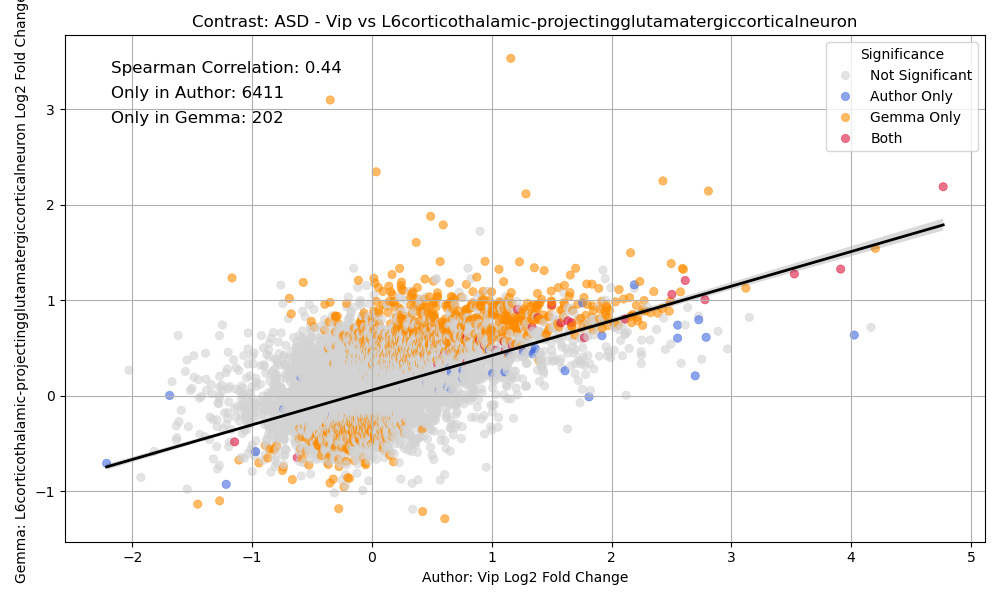 Contrast: ASD - Vip vs L6corticothalamic-projectingglutamatergiccorticalneuron
Spearman Correlation: 0.44
Only in Author: 6411
Only in Gemma: 202
Significance
Not Significant
Author Only
Gemma Only
Both
Gemma: L6corticothalamic-projectingglutamatergiccorticalneuron Log2 Fold Change
3
2
1
0
−1
−2
−1
0
1
2
3
4
5
Author: Vip Log2 Fold Change